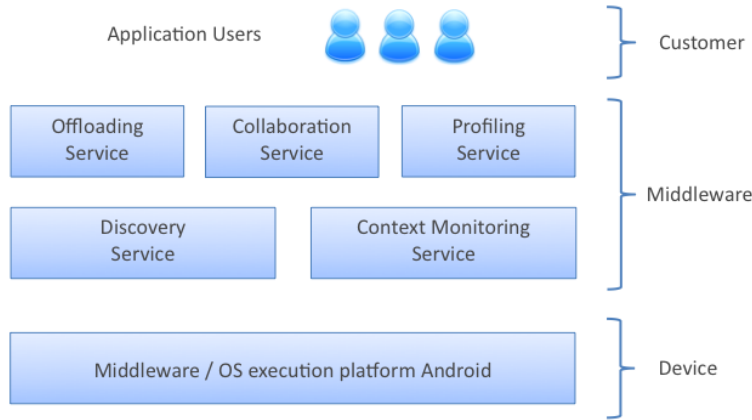 Application Users
Customer
Offloading
Service
Collaboration
Service
Profiling
Service
Middleware
Discovery
Service
Context Monitoring
Service
Middleware / OS execution platform Android
Device